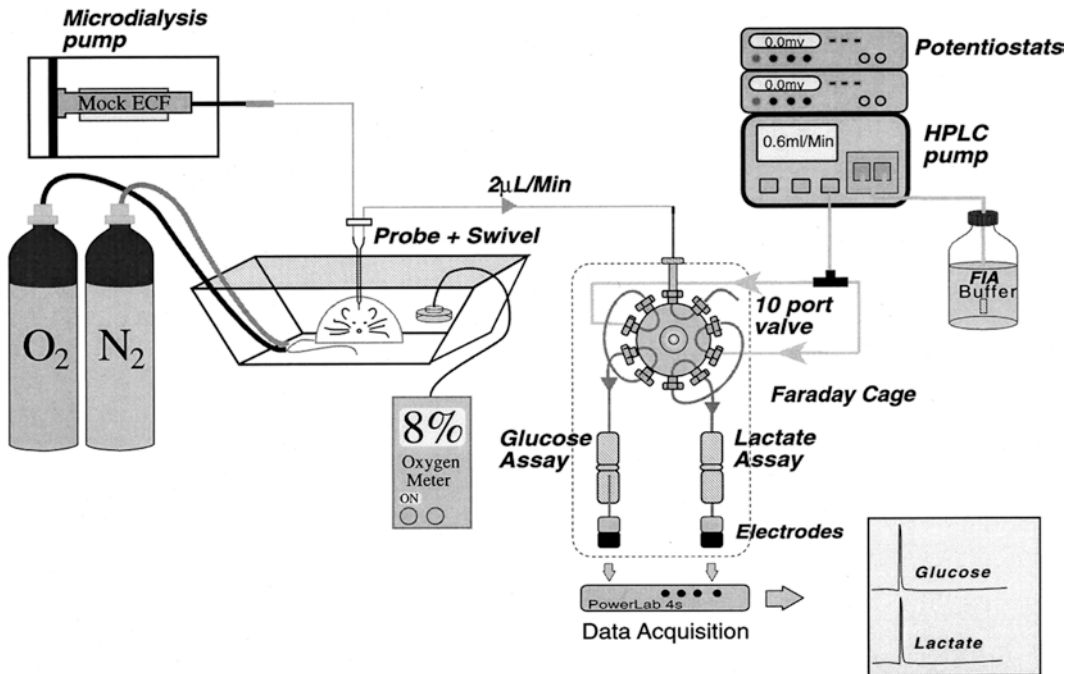 Microdialysis
pump
Mock ECF
0.0mv
Potentiostats
0.0mv
0.6ml/Min
HPLC
pump
2μL/Min
Probe + Swivel
O2
N2
FIA
Buffer
10 port
valve
Faraday Cage
8%
Oxygen
Meter
ON
Glucose
Assay
Lactate
Assay
Electrodes
PowerLab 4s
Data Acquisition
Glucose
Lactate